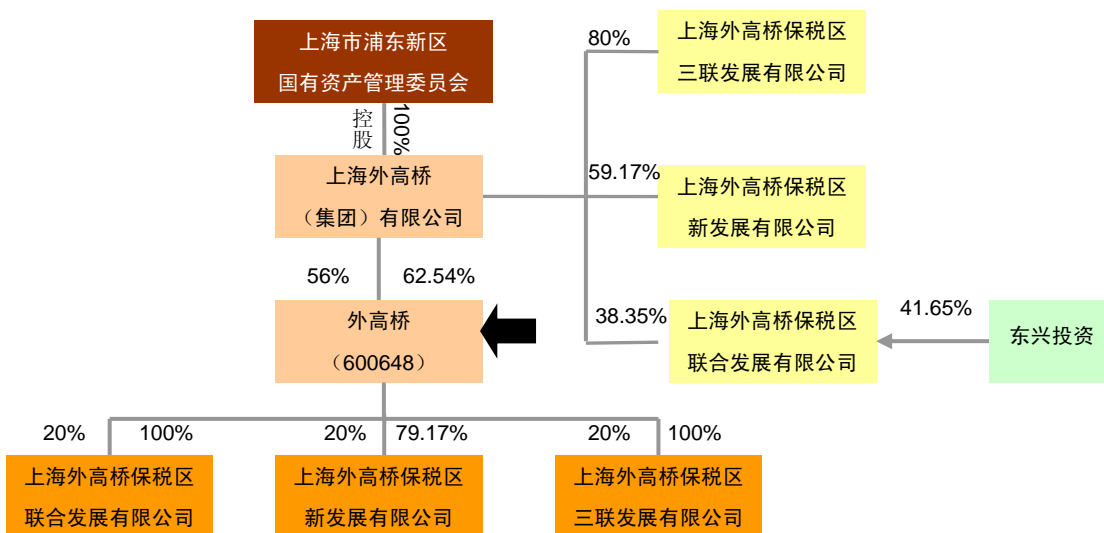 上海市浦东新区
国有资产管理委员会
控股
100%
上海外高桥
（集团）有限公司
80%
上海外高桥保税区
三联发展有限公司
59.17%
上海外高桥保税区
新发展有限公司
56%
62.54%
外高桥
（600648）
38.35%
上海外高桥保税区
联合发展有限公司
41.65%
东兴投资
20%
100%
20%
79.17%
20%
100%
上海外高桥保税区
联合发展有限公司
上海外高桥保税区
新发展有限公司
上海外高桥保税区
三联发展有限公司